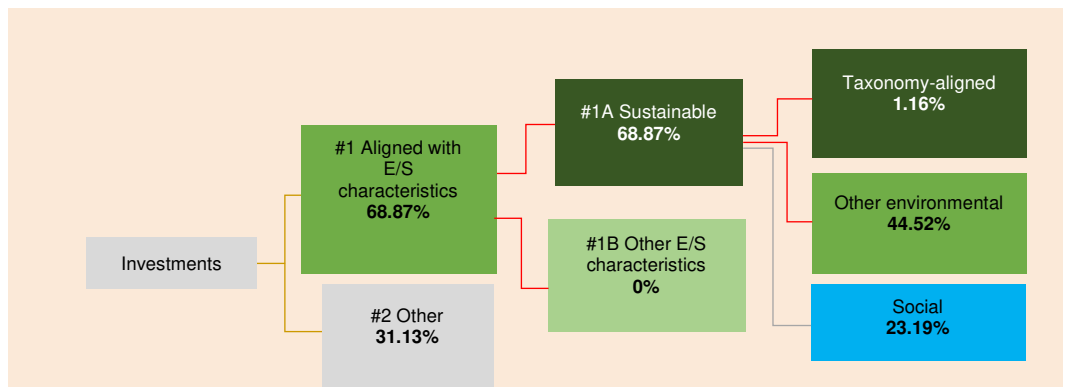 Investments
#1 Aligned with
E/S
characteristics
68.87%
#2 Other
31.13%
#1A Sustainable
68.87%
#1B Other E/S
characteristics
0%
Taxonomy-aligned
1.16%
Other environmental
44.52%
Social
23.19%